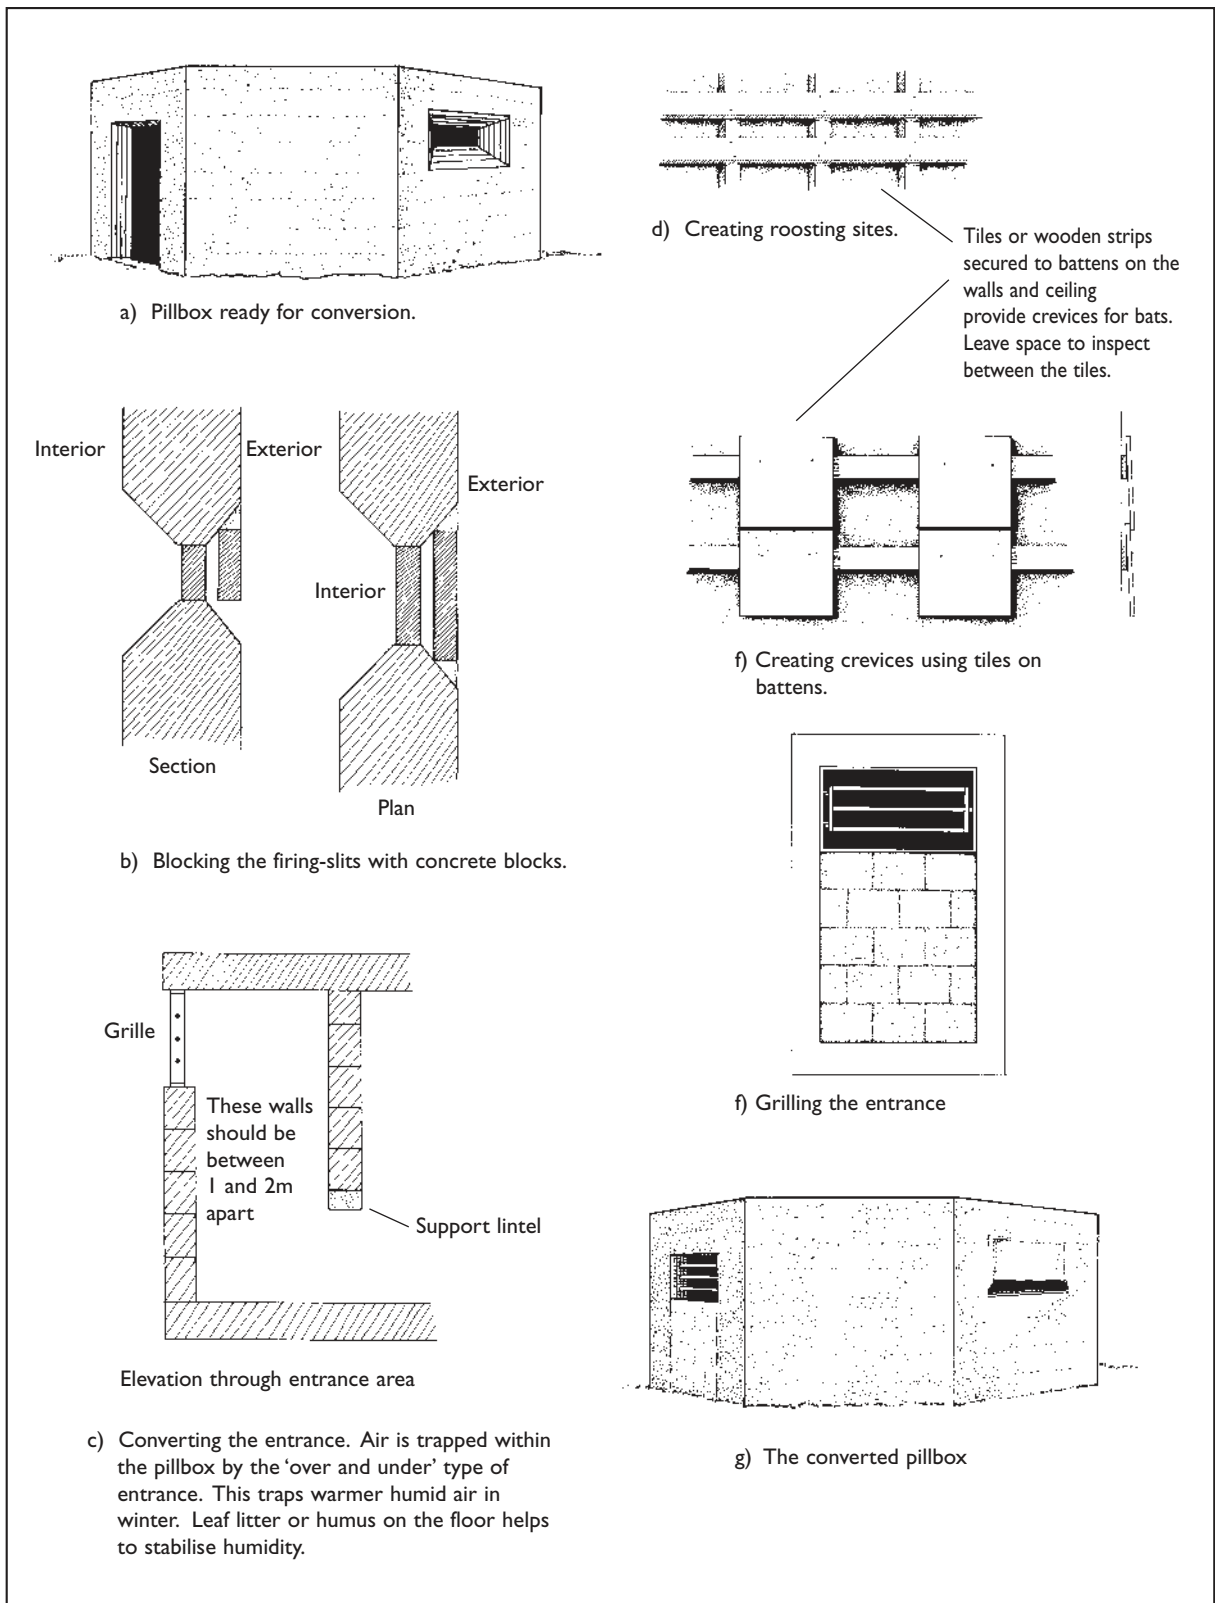 a) Pillbox ready for conversion.
Interior
Exterior
Interior
Exterior
Section
Plan
b) Blocking the firing-slits with concrete blocks.
Grille
These walls
should be
between
1 and 2m
apart
Support lintel
Elevation through entrance area
c) Converting the entrance. Air is trapped within
the pillbox by the ‘over and under’ type of
entrance. This traps warmer humid air in
winter. Leaf litter or humus on the floor helps
to stabilise humidity.
d) Creating roosting sites.
Tiles or wooden strips
secured to battens on the
walls and ceiling
provide crevices for bats.
Leave space to inspect
between the tiles.
f) Creating crevices using tiles on
battens.
f) Grilling the entrance
g) The converted pillbox